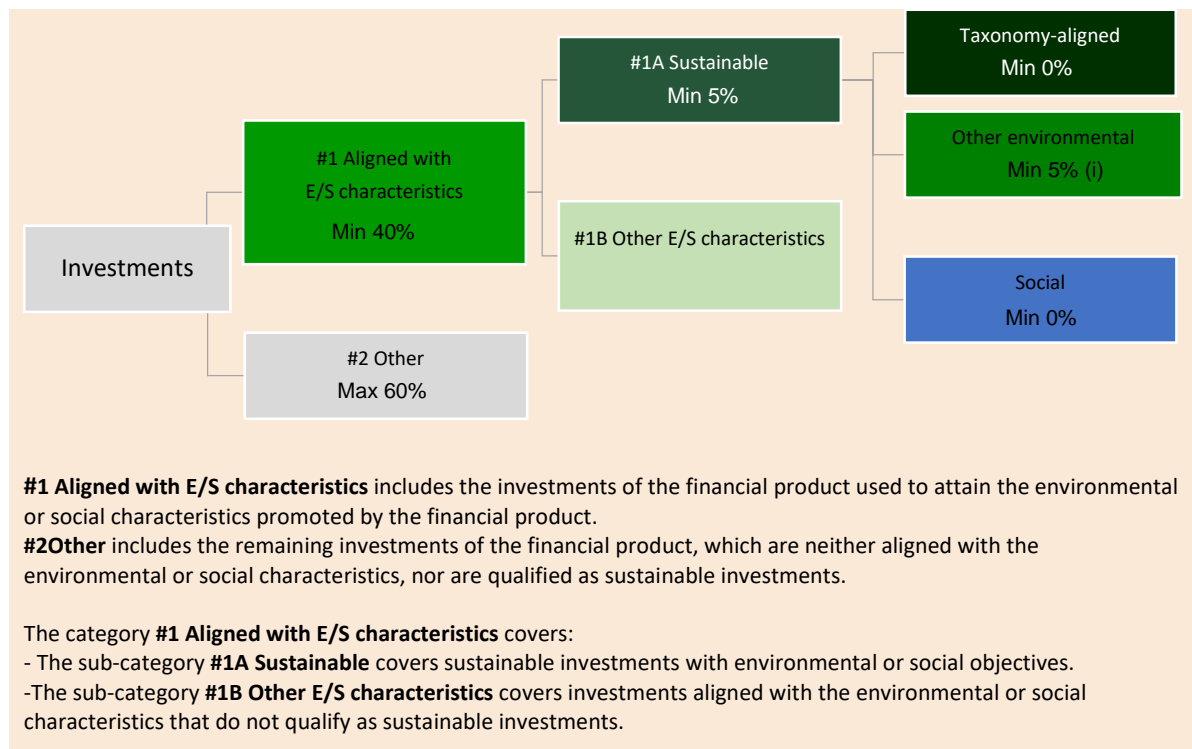 Taxonomy-aligned
Min 0%
#1A Sustainable
Min 5%
Other environmental
Min 5% (i)
#1 Aligned with
E/S characteristics
Min 40%
#1B Other E/S characteristics
Investments
Social
Min 0%
#2 Other
Max 60%
#1 Aligned with E/S characteristics includes the investments of the financial product used to attain the environmental
or social characteristics promoted by the financial product.
#2Other includes the remaining investments of the financial product, which are neither aligned with the
environmental or social characteristics, nor are qualified as sustainable investments.
The category #1 Aligned with E/S characteristics covers:
- The sub-category #1A Sustainable covers sustainable investments with environmental or social objectives.
-The sub-category #1B Other E/S characteristics covers investments aligned with the environmental or social
characteristics that do not qualify as sustainable investments.